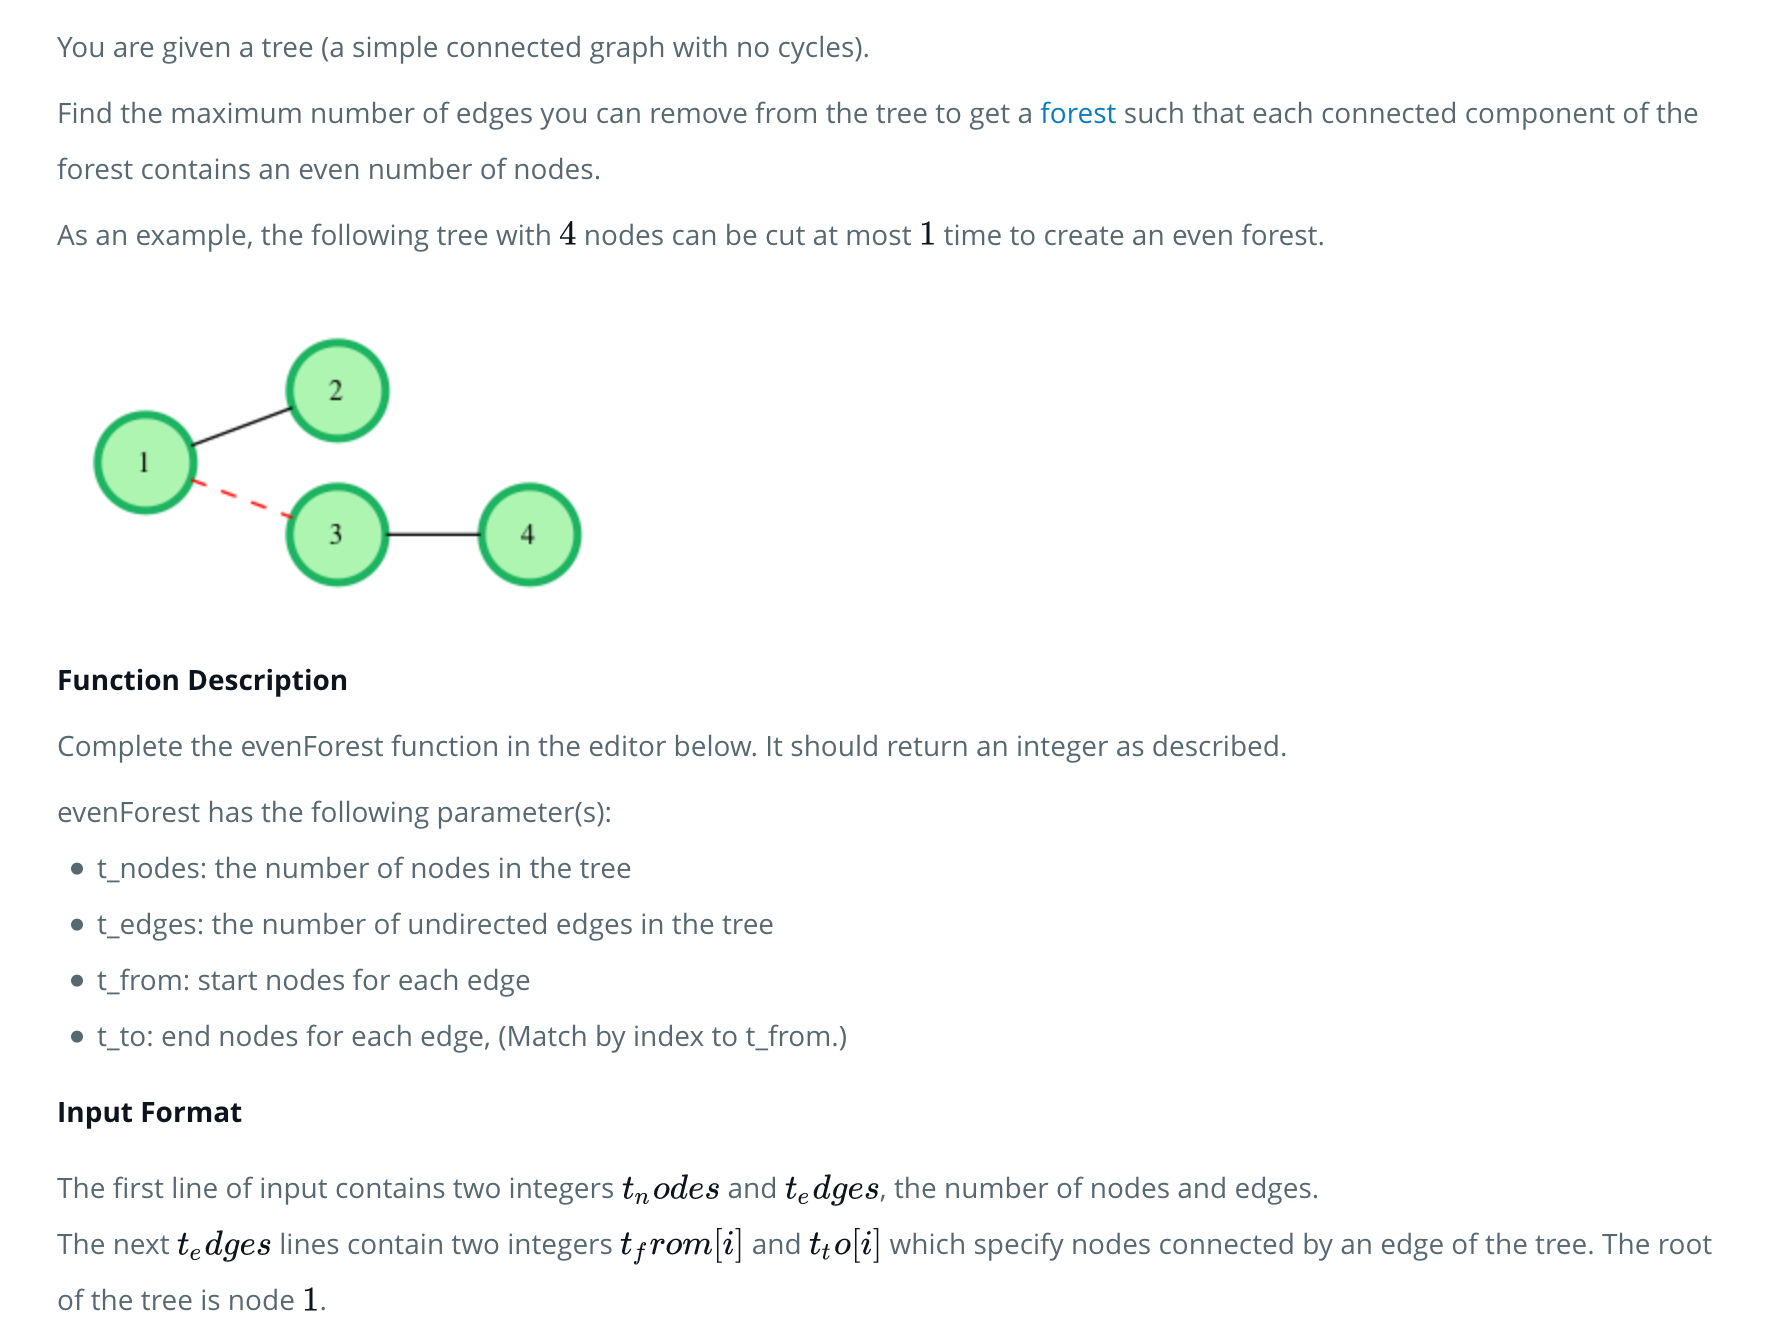 You are given a tree (a simple connected graph with no cycles).
Find the maximum number of edges you can remove from the tree to get a forest such that each connected component of the
forest contains an even number of nodes.
As an example, the following tree with 4 nodes can be cut at most 1 time to create an even forest.
2
1
3
4
Function Description
Complete the evenForest function in the editor below. It should return an integer as described.
evenForest has the following parameter(s):
• t_nodes: the number of nodes in the tree
• t_edges: the number of undirected edges in the tree
• t_from: start nodes for each edge
• t_to: end nodes for each edge, (Match by index to t_from.)
Input Format
The first line of input contains two integers t_nodes and t_edges, the number of nodes and edges.
The next t_edges lines contain two integers t_from[i] and t_to[i] which specify nodes connected by an edge of the tree. The root
of the tree is node 1.